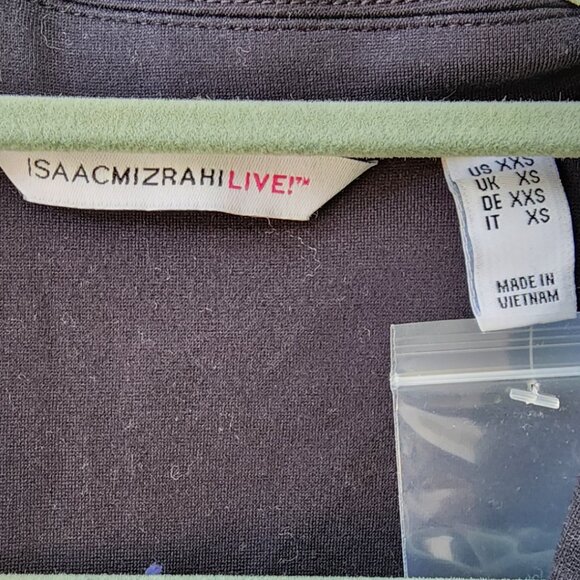 ISAACMIZRAHILIVE!™
US XXS
UK XS
DE XXS
IT XS
MADE IN
VIETNAM